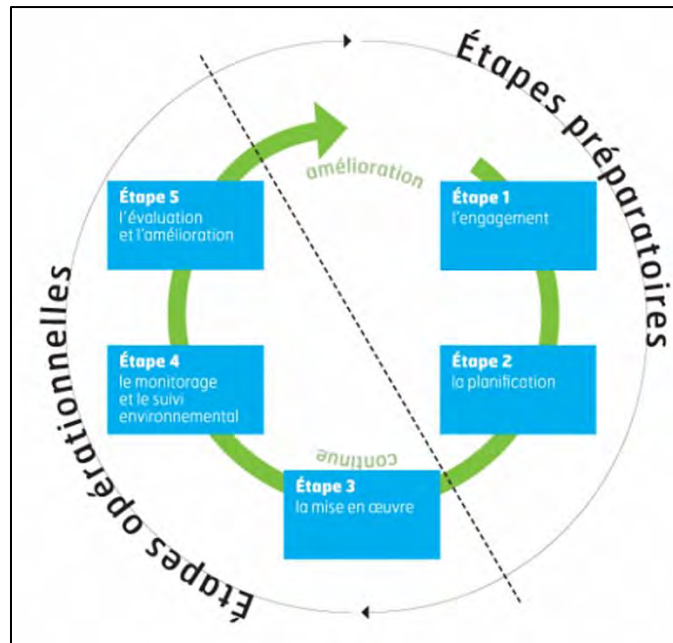 Étapes préparatoires
amélioration
Étape 1
l'engagement
Étape 2
la planification
continue
Étape 3
la mise en œuvre
Étape 4
le monitorage
et le suivi
environnemental
Étape 5
l'évaluation
et l'amélioration
Étapes opérationnelles